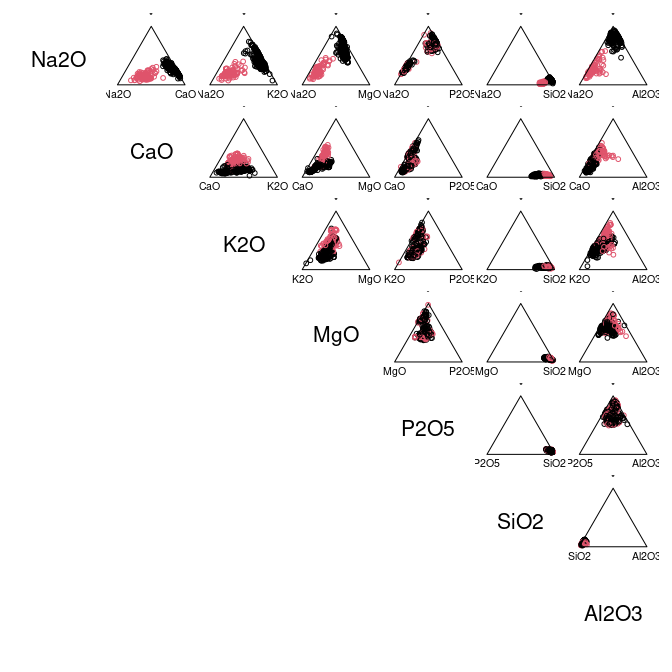 Na2O
Na2O CaO Na2O K2O Na2O MgO Na2O P2O5 Na2O SiO2 Na2O Al2O3
CaO
CaO K2O CaO MgO CaO P2O5 CaO SiO2 CaO Al2O3
K2O
K2O MgO K2O P2O5 K2O SiO2 K2O Al2O3
MgO
MgO P2O5 MgO SiO2 MgO Al2O3
P2O5
P2O5 SiO2 P2O5 Al2O3
SiO2
SiO2 Al2O3
Al2O3